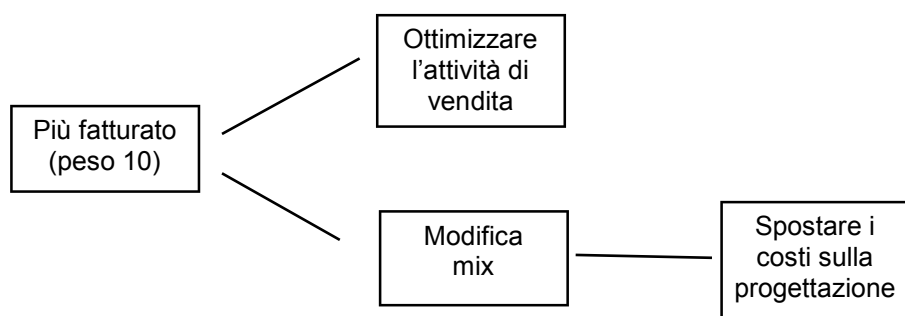 Ottimizzare
l'attività di
vendita
Più fatturato
(peso 10)
Modifica
mix
Spostare i
costi sulla
progettazione